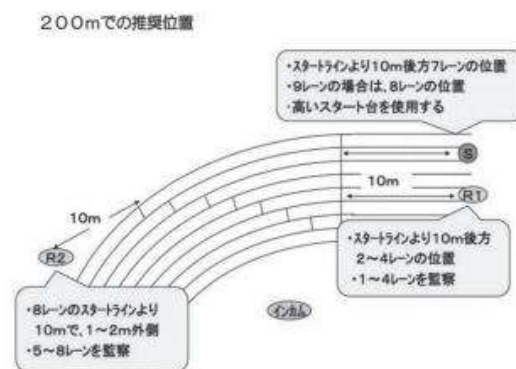 200mでの推奨位置
・スタートラインより10m後方7レーンの位置
・9レーンの場合は、8レーンの位置
・高いスタート台を使用する
S
10m
R1
10m
R2
・スタートラインより10m後方
2～4レーンの位置
・1～4レーンを監察
・8レーンのスタートラインより
10mで、1～2m外側
・5～8レーンを監察
インカム